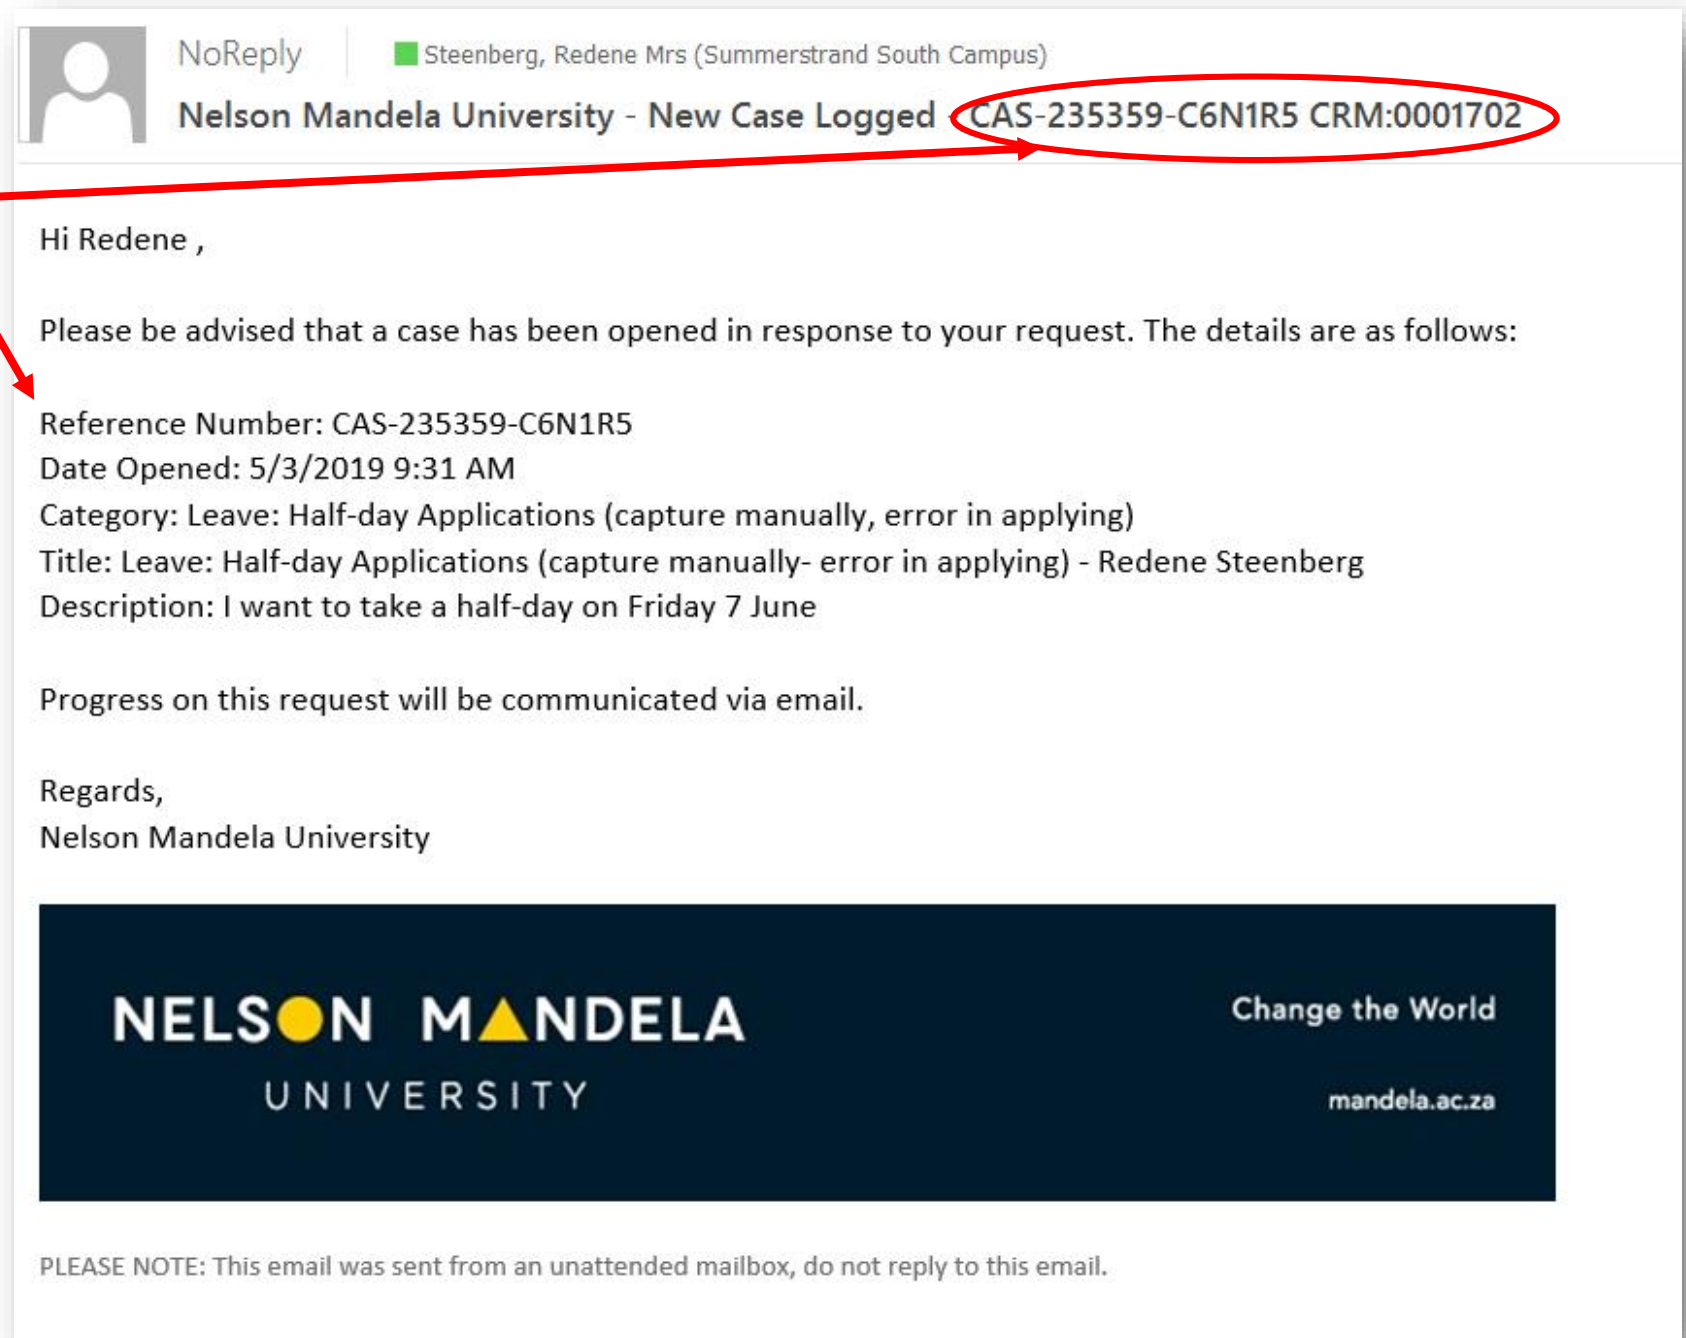 NoReply
Steenberg, Redene Mrs (Summerstrand South Campus)
Nelson Mandela University - New Case Logged - CAS-235359-C6N1R5 CRM:0001702
Hi Redene ,
Please be advised that a case has been opened in response to your request. The details are as follows:
Reference Number: CAS-235359-C6N1R5
Date Opened: 5/3/2019 9:31 AM
Category: Leave: Half-day Applications (capture manually, error in applying)
Title: Leave: Half-day Applications (capture manually- error in applying) - Redene Steenberg
Description: I want to take a half-day on Friday 7 June
Progress on this request will be communicated via email.
Regards,
Nelson Mandela University
NELSON MANDELA
UNIVERSITY
Change the World
mandela.ac.za
PLEASE NOTE: This email was sent from an unattended mailbox, do not reply to this email.